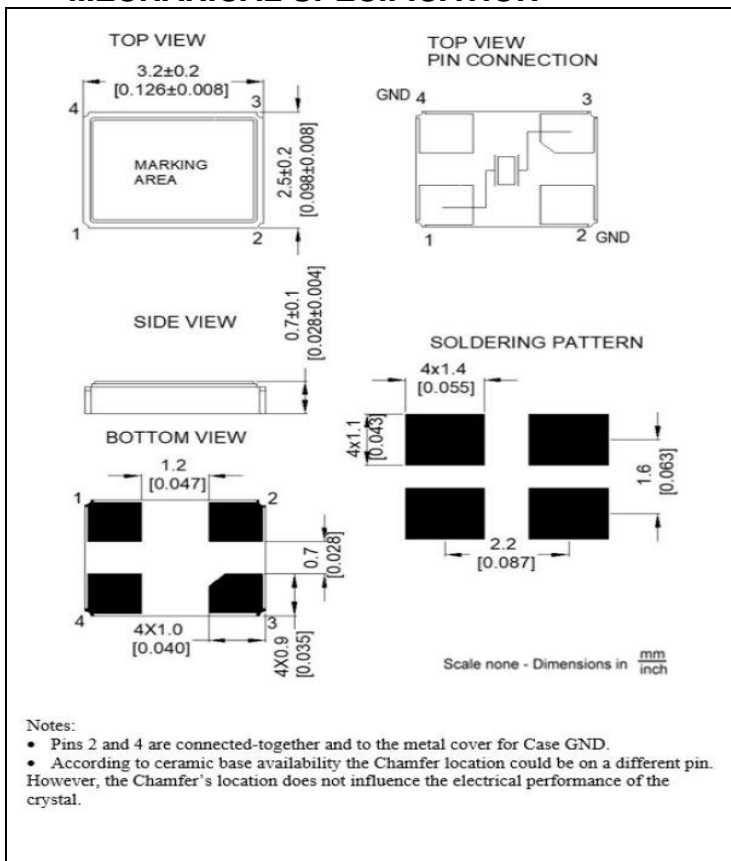 MECHANICAL SPECIFICATION
TOP VIEW
3.2±0.2
[0.126±0.008]
4
3
MARKING
AREA
2.5±0.2
[0.098±0.008]
1
2
TOP VIEW
PIN CONNECTION
GND 4
3
1
2 GND
SIDE VIEW
0.7±0.1
[0.028±0.004]
SOLDERING PATTERN
4x1.4
[0.055]
4x1.1
[0.043]
1.6
[0.063]
2.2
[0.087]
BOTTOM VIEW
1.2
[0.047]
1
2
0.7
[0.028]
4
3
4X1.0
[0.040]
4X0.9
[0.035]
Scale none - Dimensions in mm
inch
Notes:
• Pins 2 and 4 are connected-together and to the metal cover for Case GND.
• According to ceramic base availability the Chamfer location could be on a different pin.
However, the Chamfer's location does not influence the electrical performance of the
crystal.